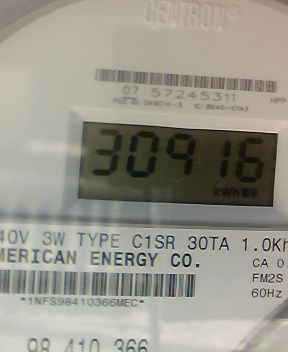 CENTRON®
07 57245311
30916
kWh
40V 3W TYPE C1SR 30TA 1.0Kh
MERICAN ENERGY CO.
CA 0.
FM2S
*1NFS98410366MEC*
60Hz
98 410 366